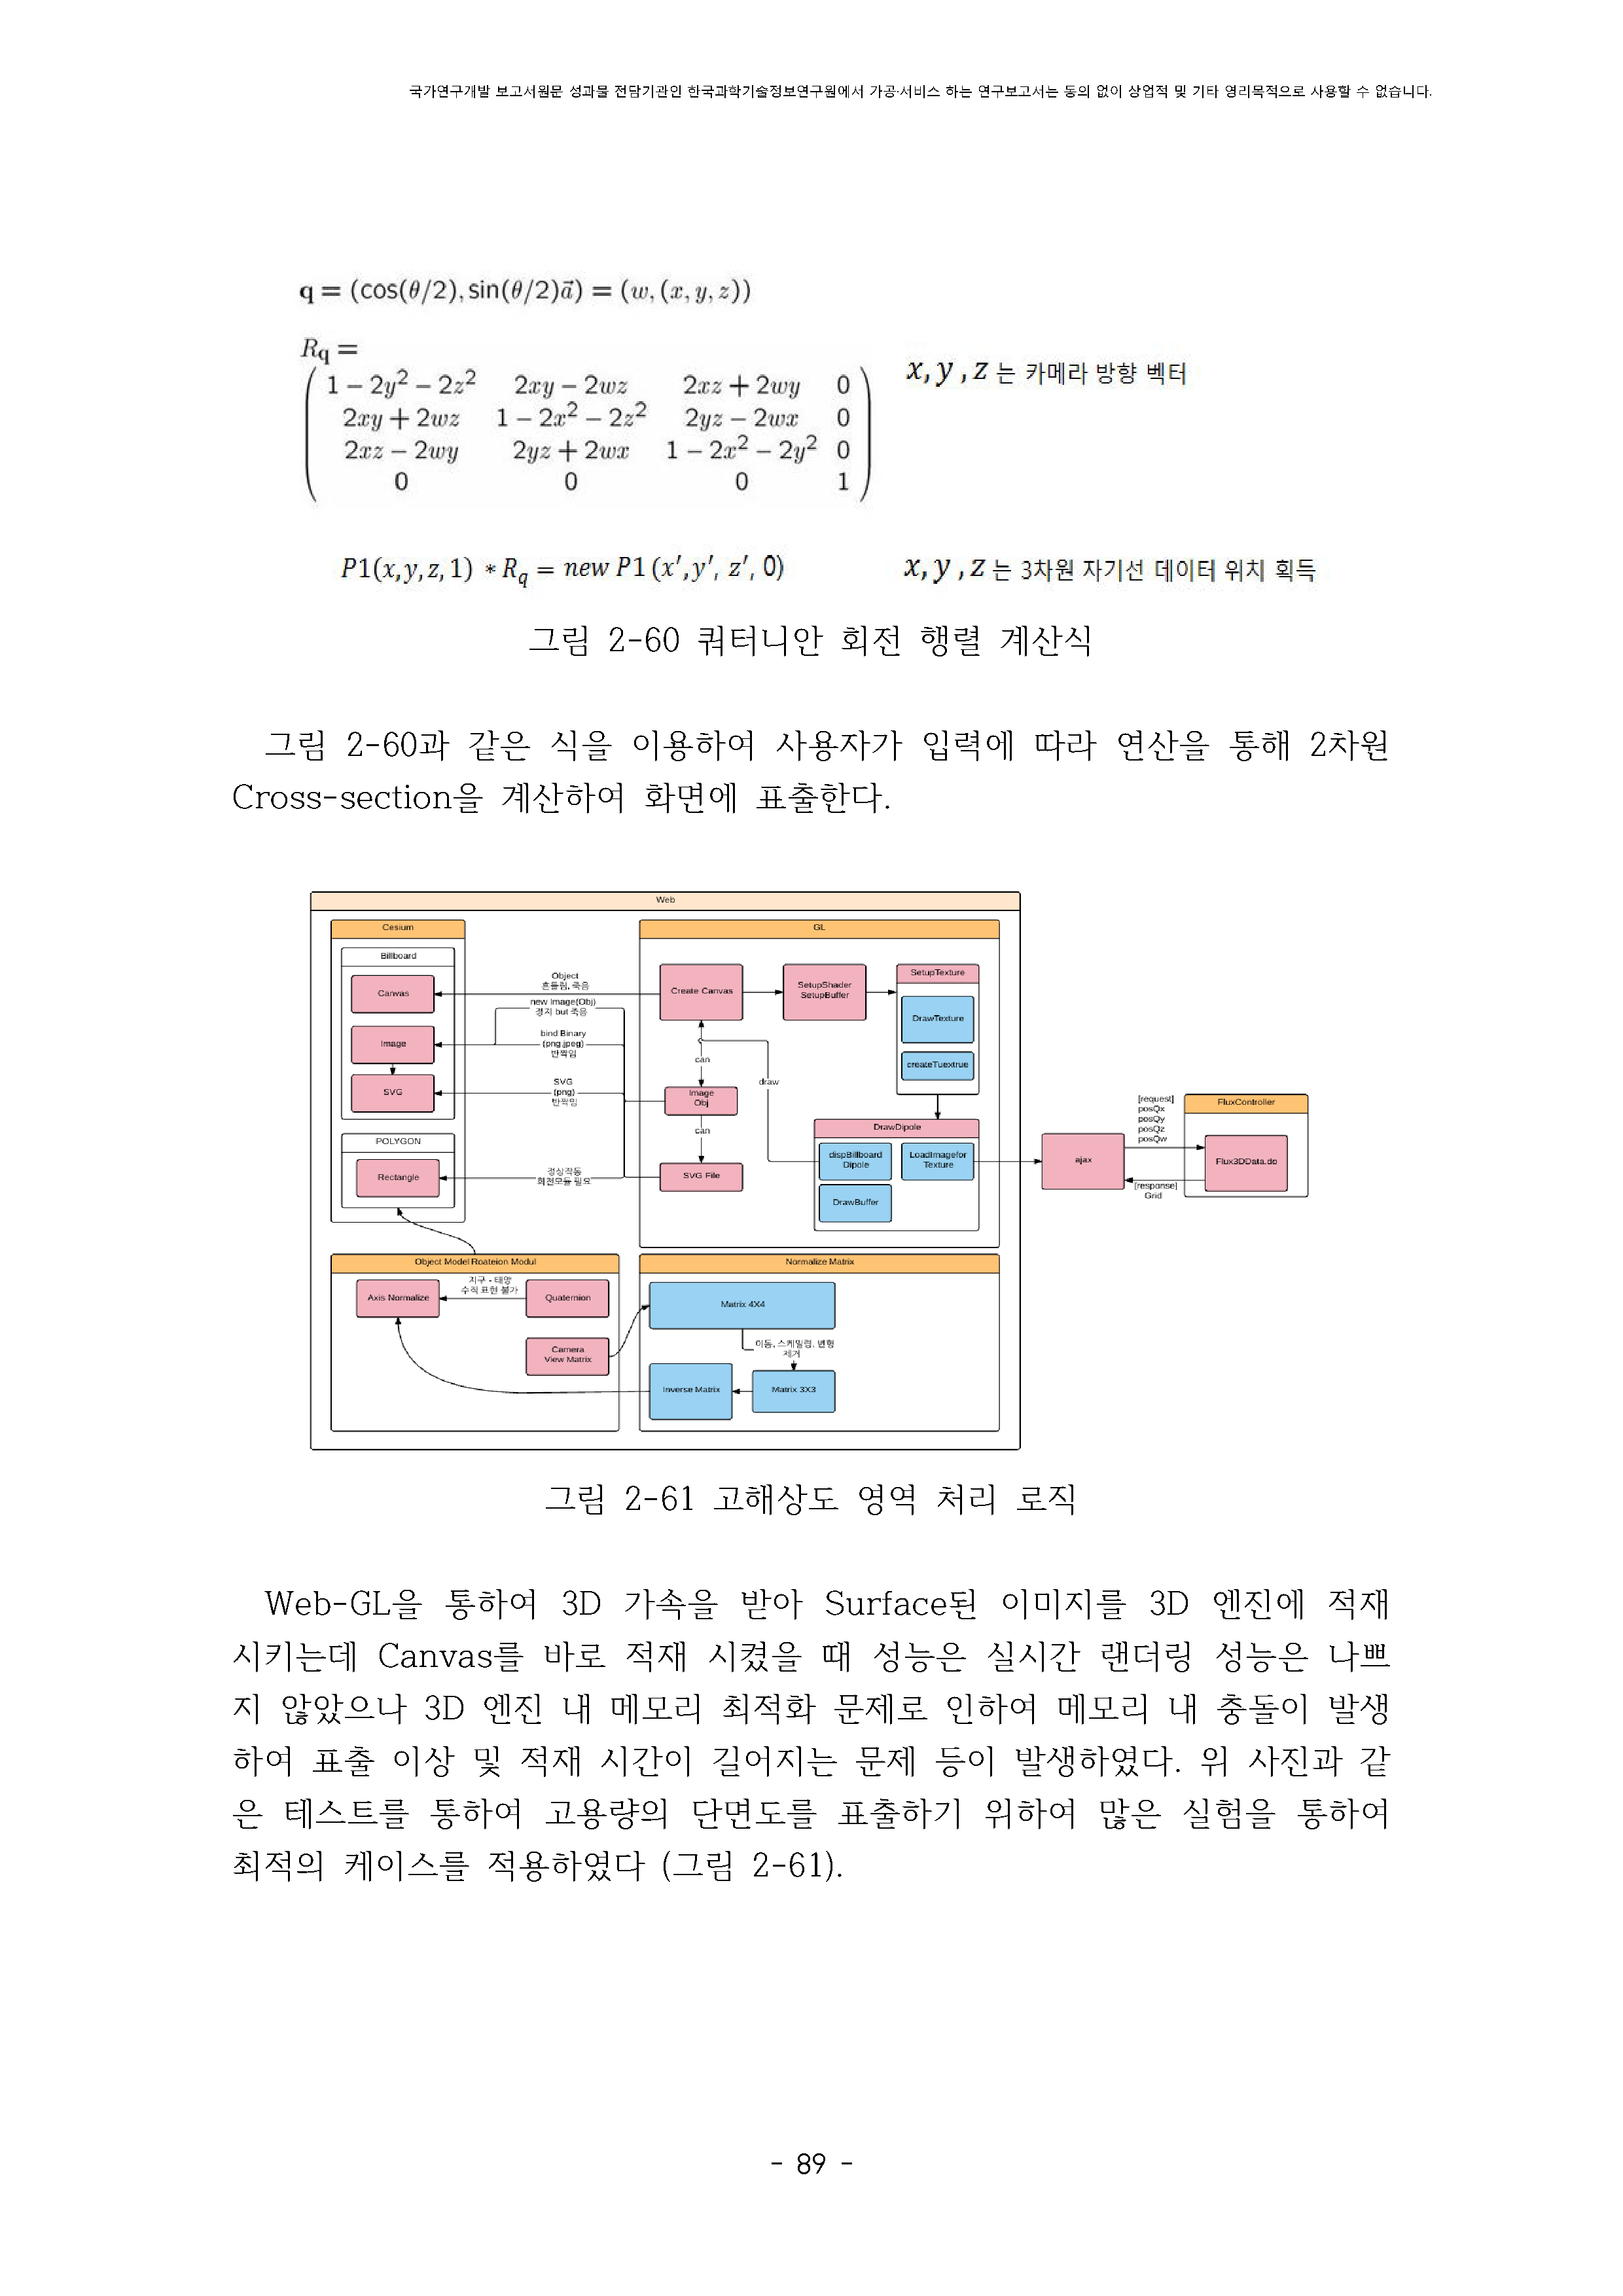 국가연구개발 보고서원문 성과물 전담기관인 한국과학기술정보연구원에서 가공·서비스 하는 연구보고서는 동의 없이 상업적 및 기타 영리목적으로 사용할 수 없습니다.
q = (cos(θ/2), sin(θ/2)a⃗) = (w, (x, y, z))
Rq =
1 − 2y² − 2z² 2xy − 2wz 2xz + 2wy 0
2xy + 2wz 1 − 2x² − 2z² 2yz − 2wx 0
2xz − 2wy 2yz + 2wx 1 − 2x² − 2y² 0
0 0 0 1
x, y , z 는 카메라 방향 벡터
P1(x,y,z, 1) * Rq = new P1 (x′,y′, z′, 0)
x, y , z 는 3차원 자기선 데이터 위치 획득
그림 2-60 쿼터니안 회전 행렬 계산식
그림 2-60과 같은 식을 이용하여 사용자가 입력에 따라 연산을 통해 2차원
Cross-section을 계산하여 화면에 표출한다.
Web
Cesium
Billboard
Canvas
Image
SVG
POLYGON
Rectangle
Object
흔들림, 죽음
new Image(Obj)
정지 but 죽음
bind Binary
(png,jpeg)
반짝임
SVG
(png)
반짝임
정상작동
회전모듈 필요
GL
Create Canvas
SetupShader
SetupBuffer
SetupTexture
DrawTexture
createTuextrue
can
draw
Image
Obj
can
SVG File
DrawDipole
dispBillboard
Dipole
LoadImagefor
Texture
DrawBuffer
ajax
[request]
posQx
posQy
posQz
posQw
[response]
Grid
FluxController
Flux3DData.do
Object Model Roateion Modul
Axis Normalize
지구 - 태양
수직 표현 불가
Quaternion
Camera
View Matrix
Normalize Matrix
Matrix 4X4
이동, 스케일링, 변형
제거
Inverse Matrix
Matrix 3X3
그림 2-61 고해상도 영역 처리 로직
Web-GL을 통하여 3D 가속을 받아 Surface된 이미지를 3D 엔진에 적재
시키는데 Canvas를 바로 적재 시켰을 때 성능은 실시간 랜더링 성능은 나쁘
지 않았으나 3D 엔진 내 메모리 최적화 문제로 인하여 메모리 내 충돌이 발생
하여 표출 이상 및 적재 시간이 길어지는 문제 등이 발생하였다. 위 사진과 같
은 테스트를 통하여 고용량의 단면도를 표출하기 위하여 많은 실험을 통하여
최적의 케이스를 적용하였다 (그림 2-61).
- 89 -